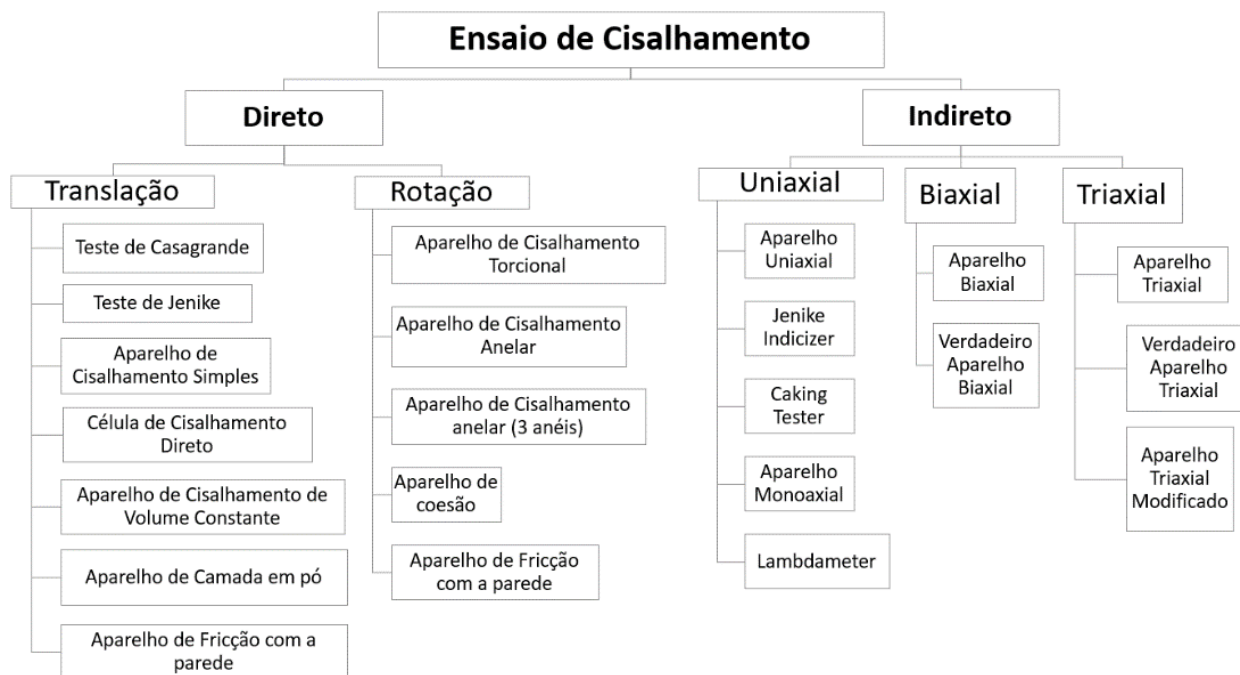 Ensaio de Cisalhamento
Direto
Indireto
Translação
Rotação
Uniaxial
Biaxial
Triaxial
Teste de Casagrande
Teste de Jenike
Aparelho de
Cisalhamento Simples
Célula de Cisalhamento
Direto
Aparelho de Cisalhamento de
Volume Constante
Aparelho de Camada em pó
Aparelho de Fricção com a
parede
Aparelho de Cisalhamento
Torcional
Aparelho de Cisalhamento
Anelar
Aparelho de Cisalhamento
anelar (3 anéis)
Aparelho de
coesão
Aparelho de Fricção
com a parede
Aparelho
Uniaxial
Jenike
Indicizer
Caking
Tester
Aparelho
Monoaxial
Lambdameter
Aparelho
Biaxial
Verdadeiro
Aparelho
Biaxial
Aparelho
Triaxial
Verdadeiro
Aparelho
Triaxial
Aparelho
Triaxial
Modificado